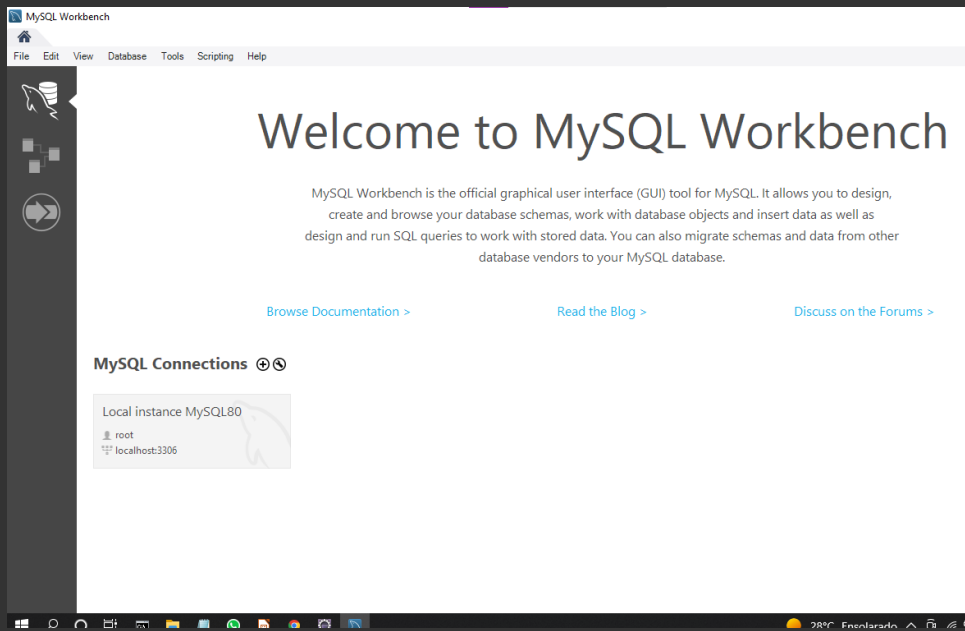 MySQL Workbench
File Edit View Database Tools Scripting Help
Welcome to MySQL Workbench
MySQL Workbench is the official graphical user interface (GUI) tool for MySQL. It allows you to design,
create and browse your database schemas, work with database objects and insert data as well as
design and run SQL queries to work with stored data. You can also migrate schemas and data from other
database vendors to your MySQL database.
Browse Documentation > Read the Blog > Discuss on the Forums >
MySQL Connections
Local instance MySQL80
root
localhost:3306
28°C Ensolarado